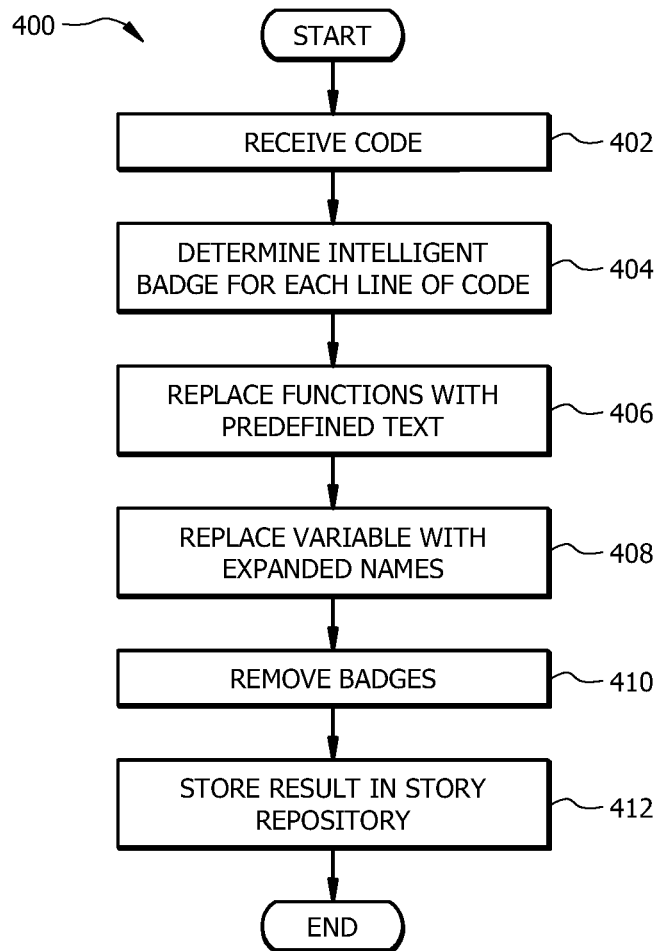 400
START
RECEIVE CODE
402
DETERMINE INTELLIGENT
BADGE FOR EACH LINE OF CODE
404
REPLACE FUNCTIONS WITH
PREDEFINED TEXT
406
REPLACE VARIABLE WITH
EXPANDED NAMES
408
REMOVE BADGES
410
STORE RESULT IN STORY
REPOSITORY
412
END